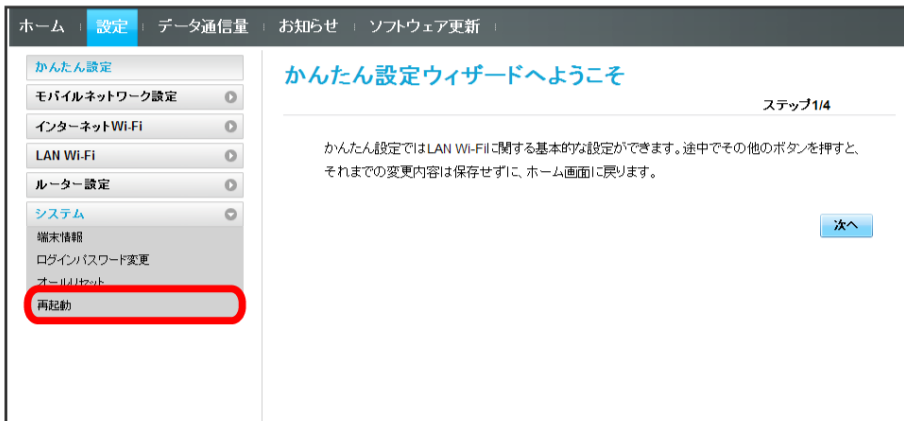 ホーム 設定 データ通信量 お知らせ ソフトウェア更新
かんたん設定
モバイルネットワーク設定
インターネットWi-Fi
LAN Wi-Fi
ルーター設定
システム
端末情報
ログインパスワード変更
オールリセット
再起動
かんたん設定ウィザードへようこそ
ステップ1/4
かんたん設定ではLAN Wi-Fiに関する基本的な設定ができます。途中でその他のボタンを押すと、
それまでの変更内容は保存せずに、ホーム画面に戻ります。
次へ